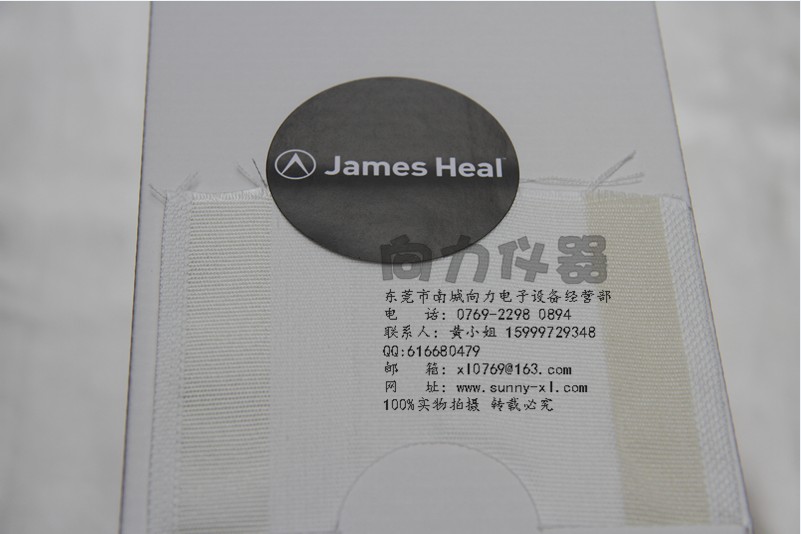 James Heal
向力仪器
东莞市南城向力电子设备经营部
电 话: 0769-2298 0894
联系人: 黄小姐 15999729348
QQ:616680479
邮 箱: xl0769@163.com
网 址: www.sunny-xl.com
100%实物拍摄 转载必究